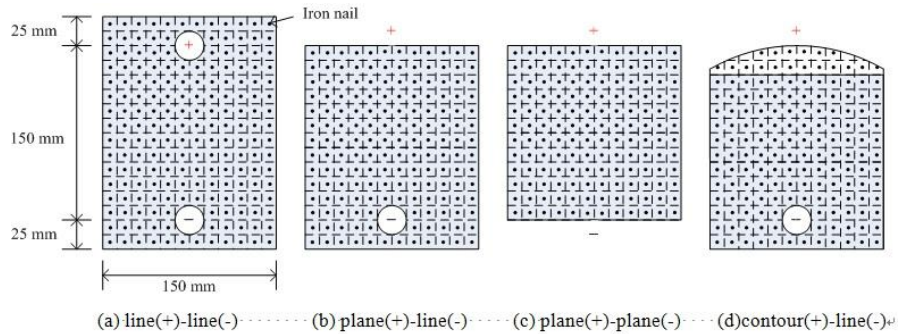 Iron nail
25 mm
150 mm
25 mm
150 mm
+
−
+
−
+
−
+
−
(a) line(+)-line(-)
(b) plane(+)-line(-)
(c) plane(+)-plane(-)
(d)contour(+)-line(-)